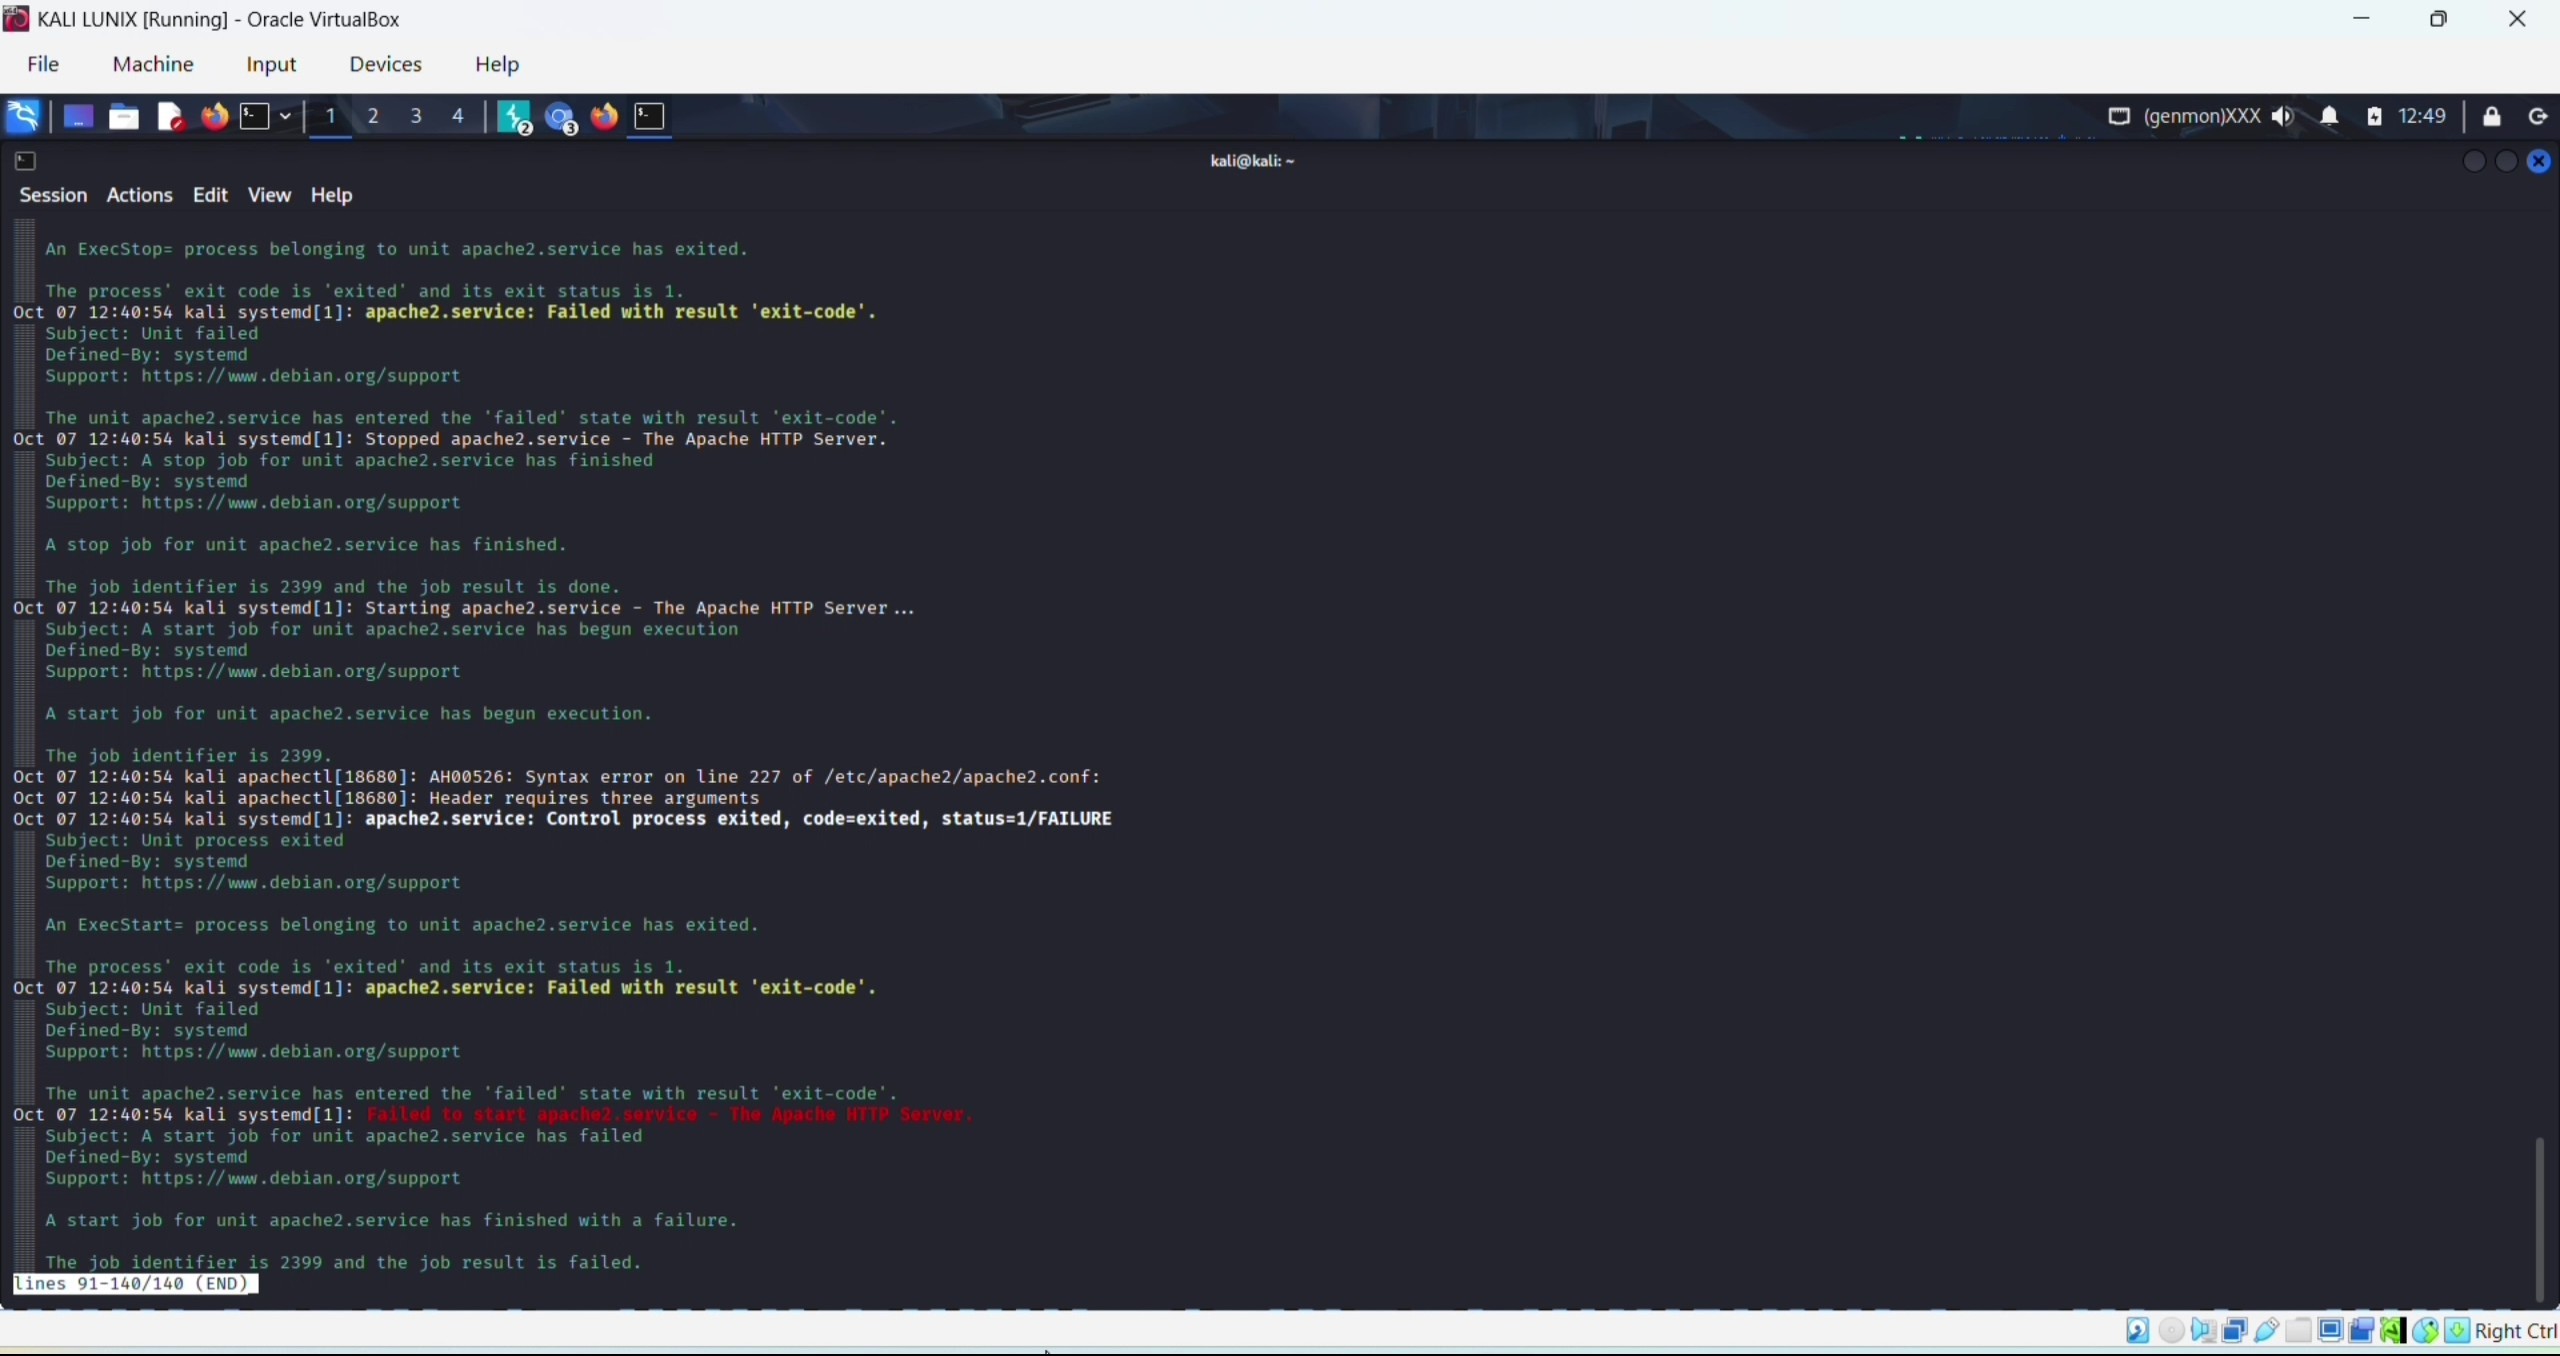 KALI LUNIX [Running] - Oracle VirtualBox
File Machine Input Devices Help
1 2 3 4 2 3 (genmon)XXX 12:49
kali@kali: ~
Session Actions Edit View Help
An ExecStop= process belonging to unit apache2.service has exited.
The process' exit code is 'exited' and its exit status is 1.
Oct 07 12:40:54 kali systemd[1]: apache2.service: Failed with result 'exit-code'.
Subject: Unit failed
Defined-By: systemd
Support: https://www.debian.org/support
The unit apache2.service has entered the 'failed' state with result 'exit-code'.
Oct 07 12:40:54 kali systemd[1]: Stopped apache2.service - The Apache HTTP Server.
Subject: A stop job for unit apache2.service has finished
Defined-By: systemd
Support: https://www.debian.org/support
A stop job for unit apache2.service has finished.
The job identifier is 2399 and the job result is done.
Oct 07 12:40:54 kali systemd[1]: Starting apache2.service - The Apache HTTP Server...
Subject: A start job for unit apache2.service has begun execution
Defined-By: systemd
Support: https://www.debian.org/support
A start job for unit apache2.service has begun execution.
The job identifier is 2399.
Oct 07 12:40:54 kali apachectl[18680]: AH00526: Syntax error on line 227 of /etc/apache2/apache2.conf:
Oct 07 12:40:54 kali apachectl[18680]: Header requires three arguments
Oct 07 12:40:54 kali systemd[1]: apache2.service: Control process exited, code=exited, status=1/FAILURE
Subject: Unit process exited
Defined-By: systemd
Support: https://www.debian.org/support
An ExecStart= process belonging to unit apache2.service has exited.
The process' exit code is 'exited' and its exit status is 1.
Oct 07 12:40:54 kali systemd[1]: apache2.service: Failed with result 'exit-code'.
Subject: Unit failed
Defined-By: systemd
Support: https://www.debian.org/support
The unit apache2.service has entered the 'failed' state with result 'exit-code'.
Oct 07 12:40:54 kali systemd[1]: Failed to start apache2.service - The Apache HTTP Server.
Subject: A start job for unit apache2.service has failed
Defined-By: systemd
Support: https://www.debian.org/support
A start job for unit apache2.service has finished with a failure.
The job identifier is 2399 and the job result is failed.
lines 91-140/140 (END)
Right Ctrl